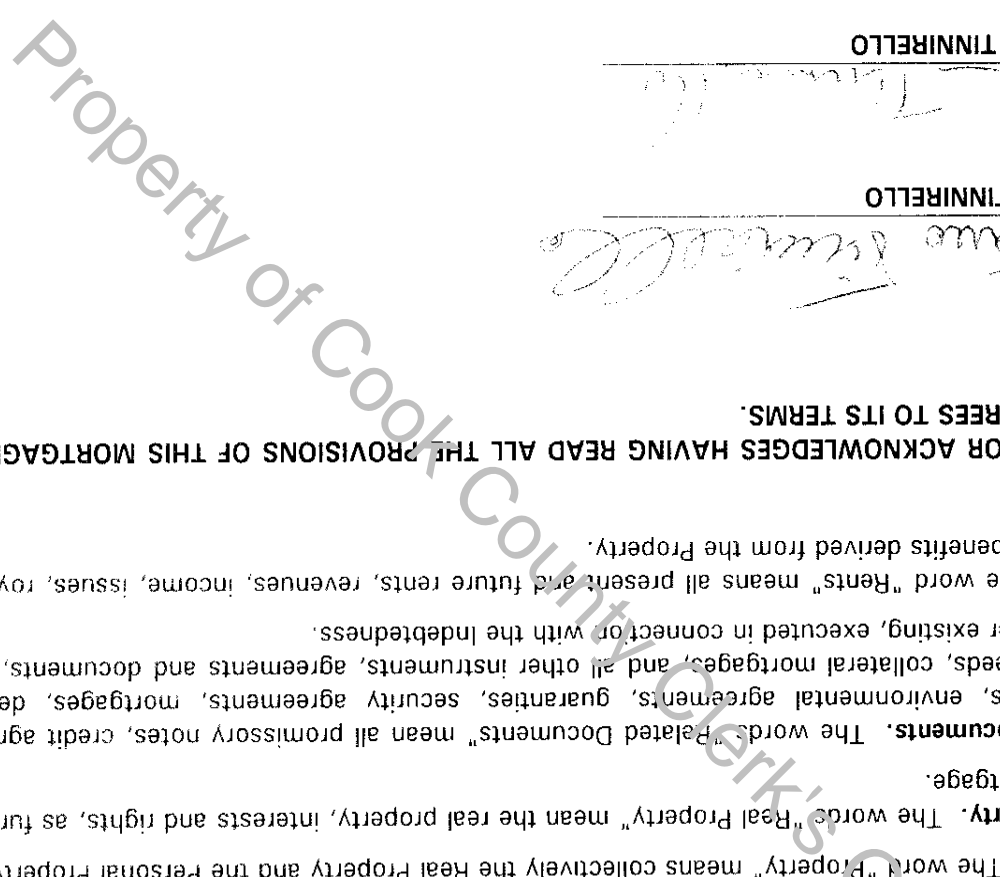 The word "Property" means collectively the Real Property and the Personal Property
rty. The words "Real Property" mean the real property, interests and rights, as fur
tgage.
ocuments. The words "Related Documents" mean all promissory notes, credit agre
s, environmental agreements, guaranties, security agreements, mortgages, de
eeds, collateral mortgages, and all other instruments, agreements and documents,
r existing, executed in connection with the Indebtedness.
e word "Rents" means all present and future rents, revenues, income, issues, roy
benefits derived from the Property.
OR ACKNOWLEDGES HAVING READ ALL THE PROVISIONS OF THIS MORTGAGE
REES TO ITS TERMS.
Tinnirello
TINNIRELLO
TINNIRELLO
Property of Cook County Clerk's O